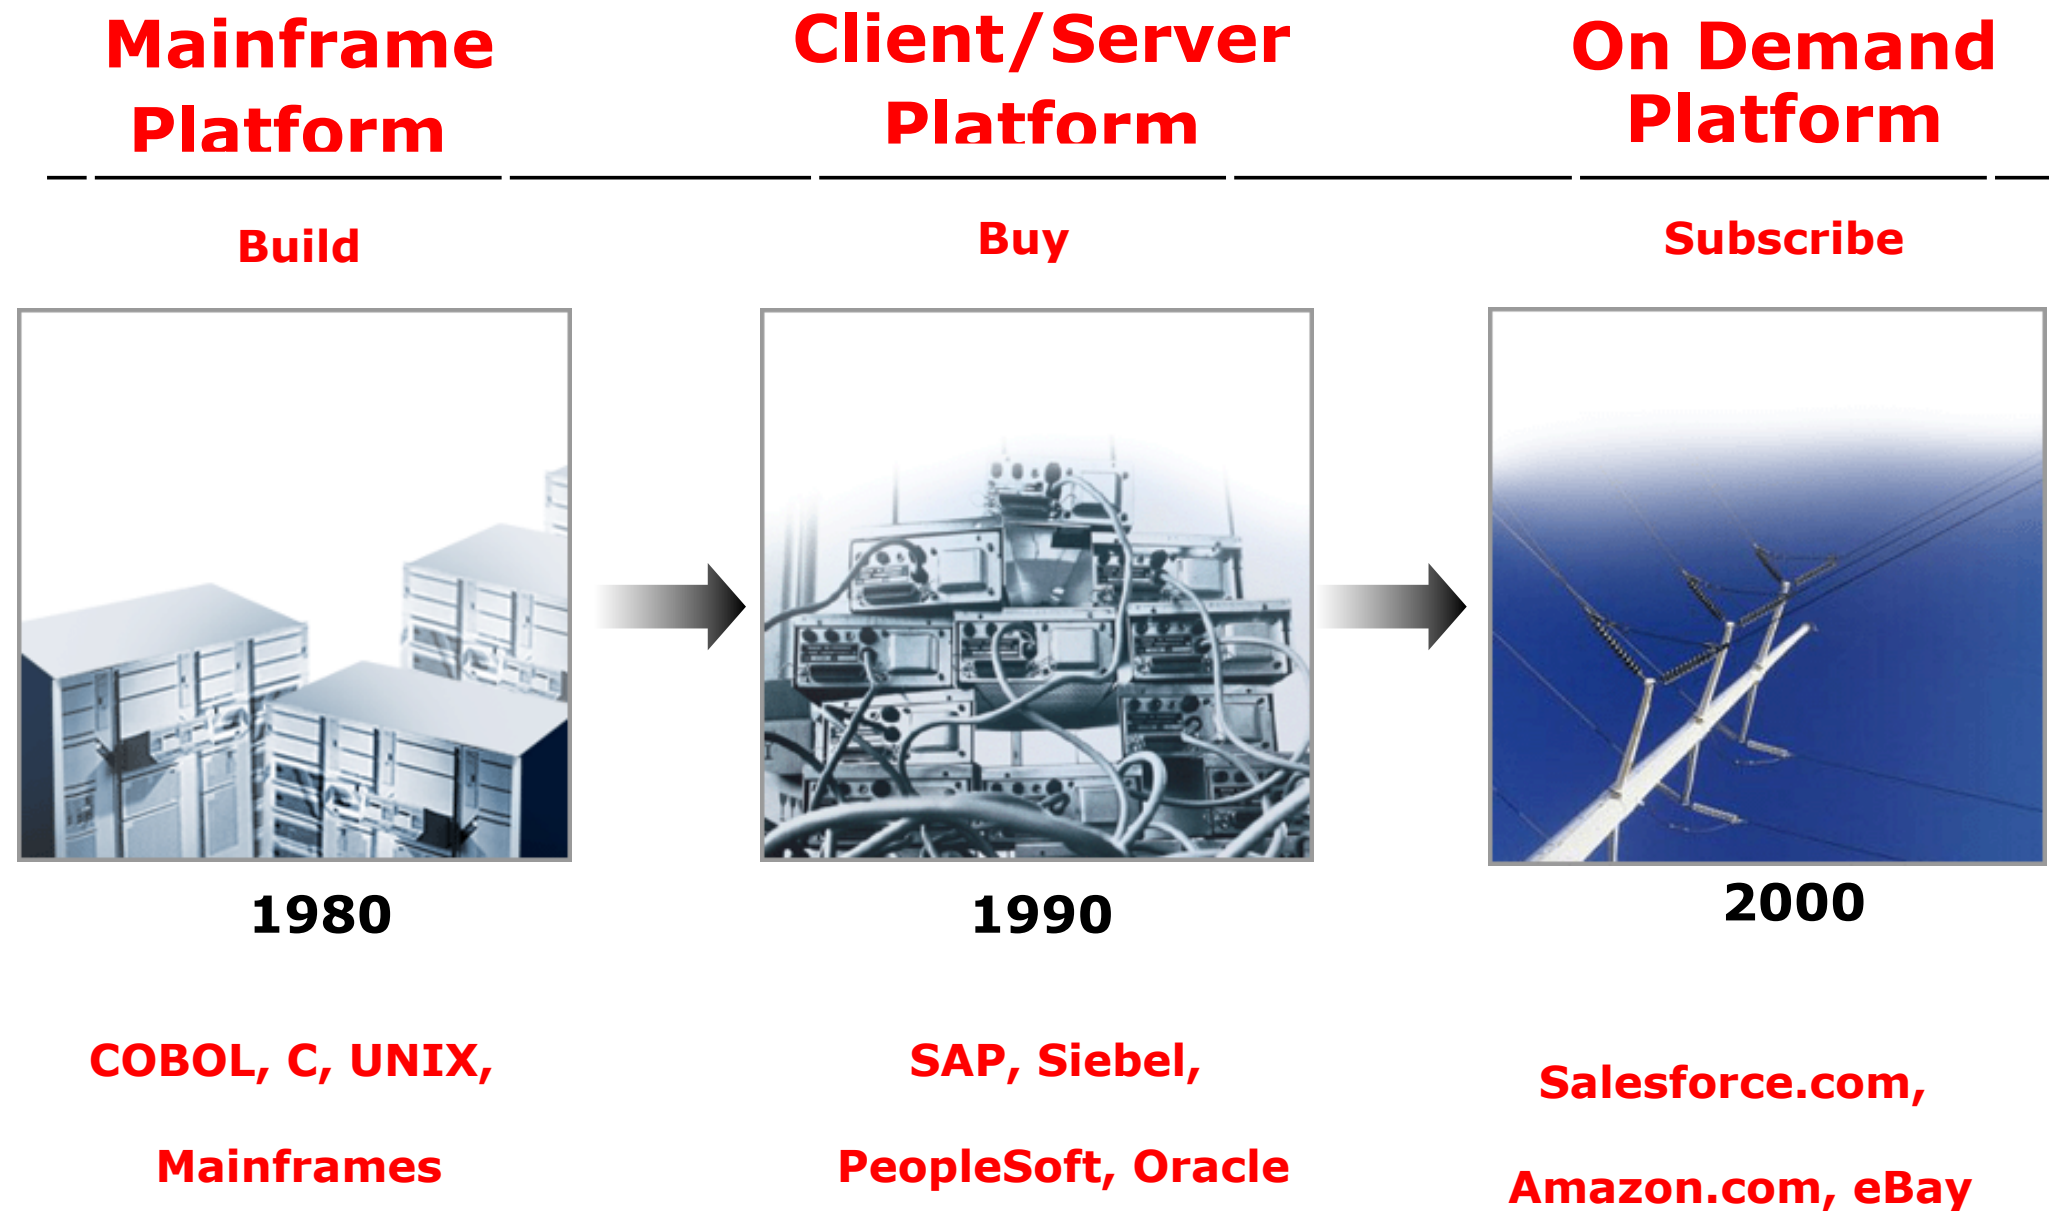 Mainframe
Platform
Client/Server
Platform
On Demand
Platform
Build
Buy
Subscribe
1980
1990
2000
COBOL, C, UNIX,
Mainframes
SAP, Siebel,
PeopleSoft, Oracle
Salesforce.com,
Amazon.com, eBay